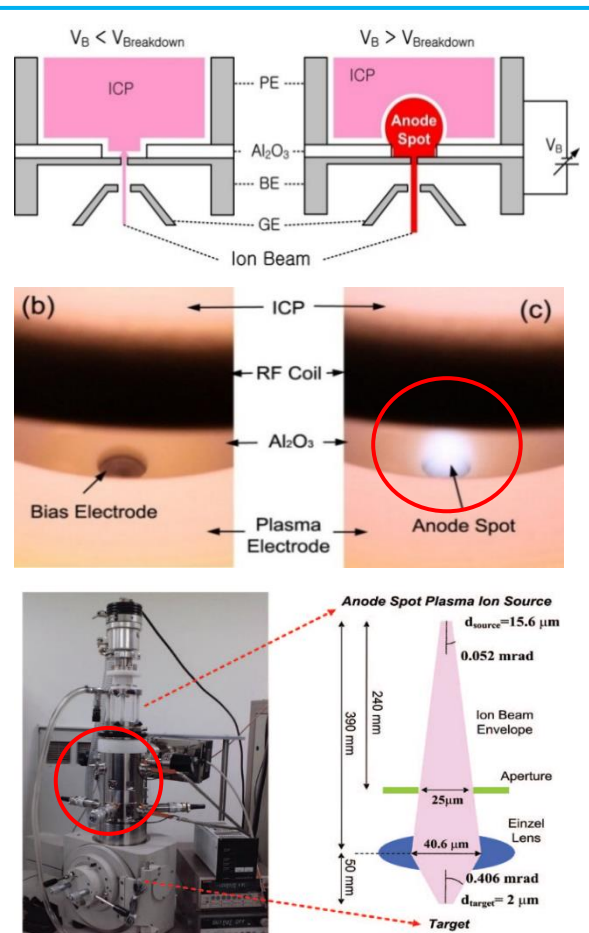 V_B < V_Breakdown
V_B > V_Breakdown
ICP
PE
ICP
Anode
Spot
Al₂O₃
V_B
BE
GE
Ion Beam
(b)
ICP
(c)
RF Coil
Al₂O₃
Bias Electrode
Plasma
Electrode
Anode Spot
Anode Spot Plasma Ion Source
d_source=15.6 μm
0.052 mrad
240 mm
390 mm
Ion Beam
Envelope
Aperture
25μm
Einzel
Lens
40.6 μm
50 mm
0.406 mrad
d_target= 2 μm
Target